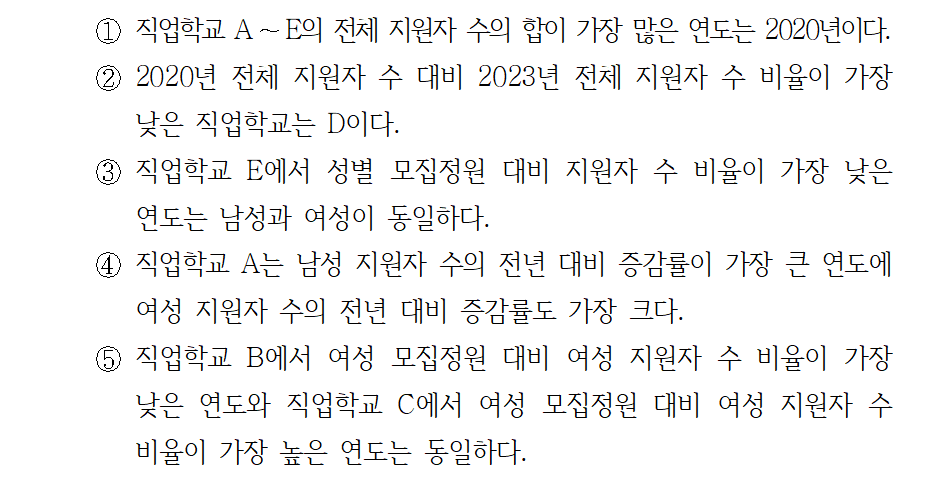 ① 직업학교 A∼E의 전체 지원자 수의 합이 가장 많은 연도는 2020년이다.
② 2020년 전체 지원자 수 대비 2023년 전체 지원자 수 비율이 가장
낮은 직업학교는 D이다.
③ 직업학교 E에서 성별 모집정원 대비 지원자 수 비율이 가장 낮은
연도는 남성과 여성이 동일하다.
④ 직업학교 A는 남성 지원자 수의 전년 대비 증감률이 가장 큰 연도에
여성 지원자 수의 전년 대비 증감률도 가장 크다.
⑤ 직업학교 B에서 여성 모집정원 대비 여성 지원자 수 비율이 가장
낮은 연도와 직업학교 C에서 여성 모집정원 대비 여성 지원자 수
비율이 가장 높은 연도는 동일하다.